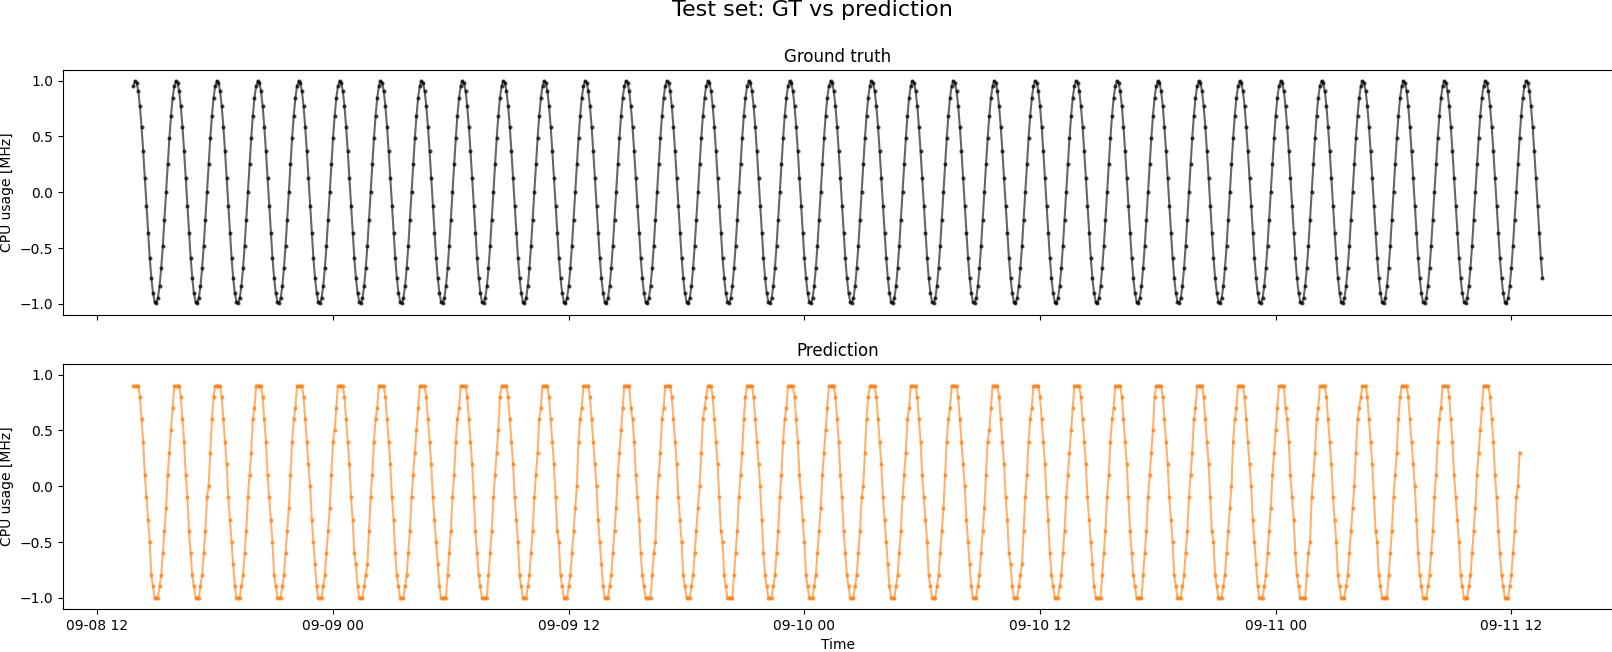 Test set: GT vs prediction
Ground truth
CPU usage [MHz]
1.0
0.5
0.0
−0.5
−1.0
Prediction
CPU usage [MHz]
1.0
0.5
0.0
−0.5
−1.0
09-08 12
09-09 00
09-09 12
09-10 00
09-10 12
09-11 00
09-11 12
Time